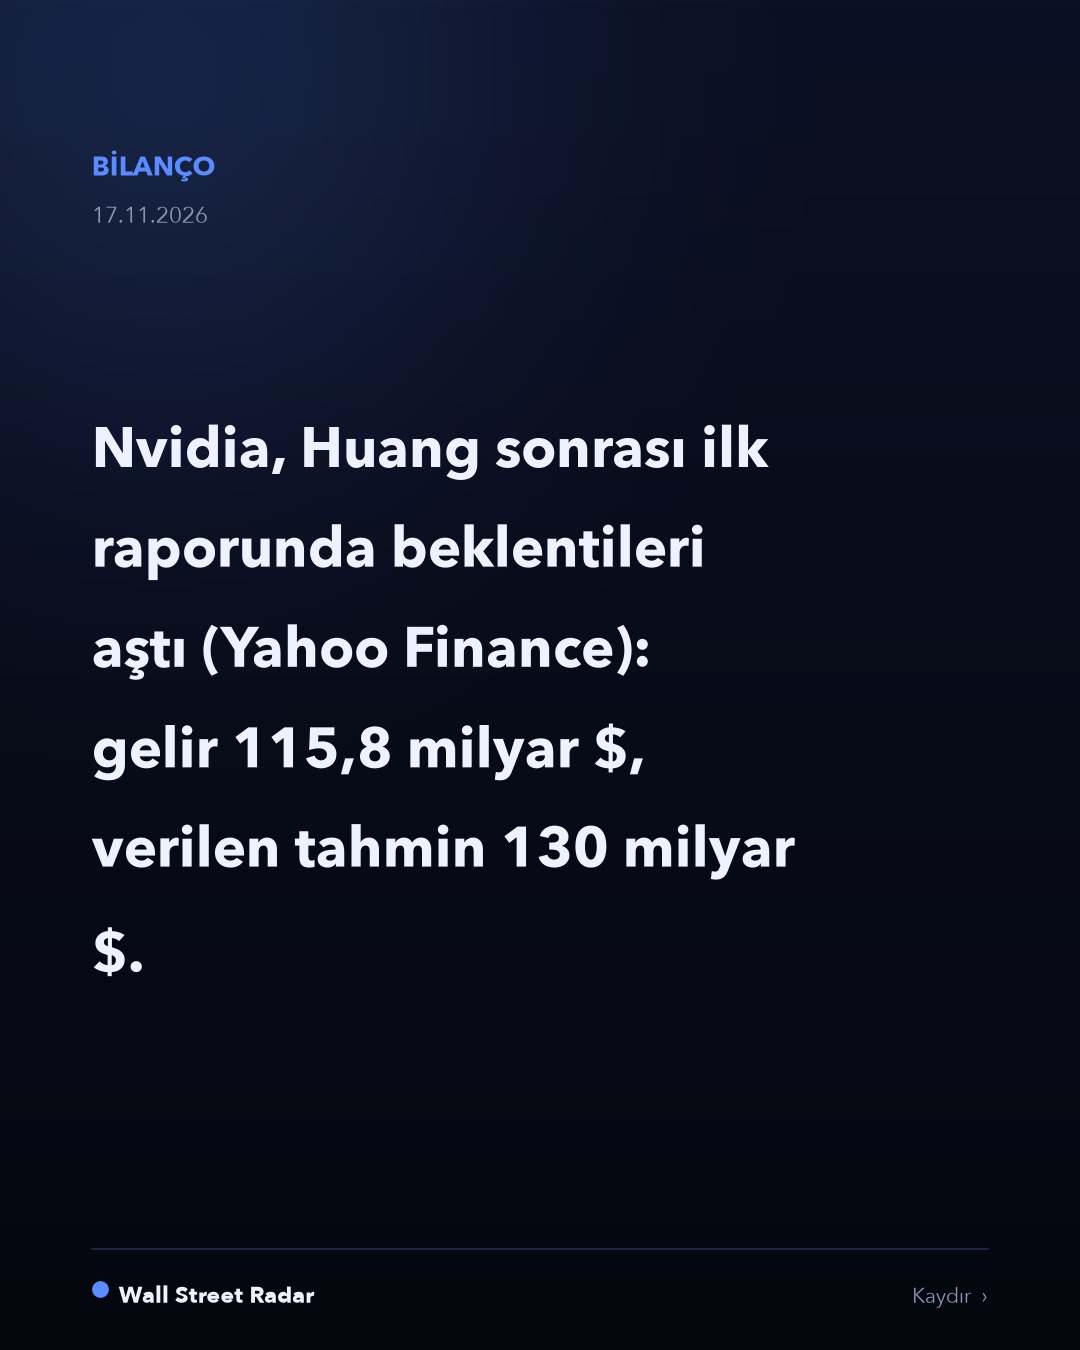 BİLANÇO
17.11.2026
Nvidia, Huang sonrası ilk
raporunda beklentileri
aştı (Yahoo Finance):
gelir 115,8 milyar $,
verilen tahmin 130 milyar
$.
Wall Street Radar
Kaydır ›